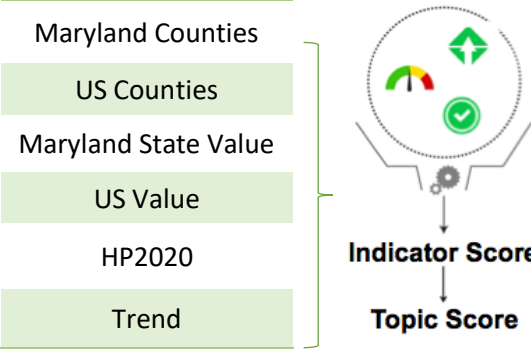 Maryland Counties
US Counties
Maryland State Value
US Value
HP2020
Trend
Indicator Score
Topic Score